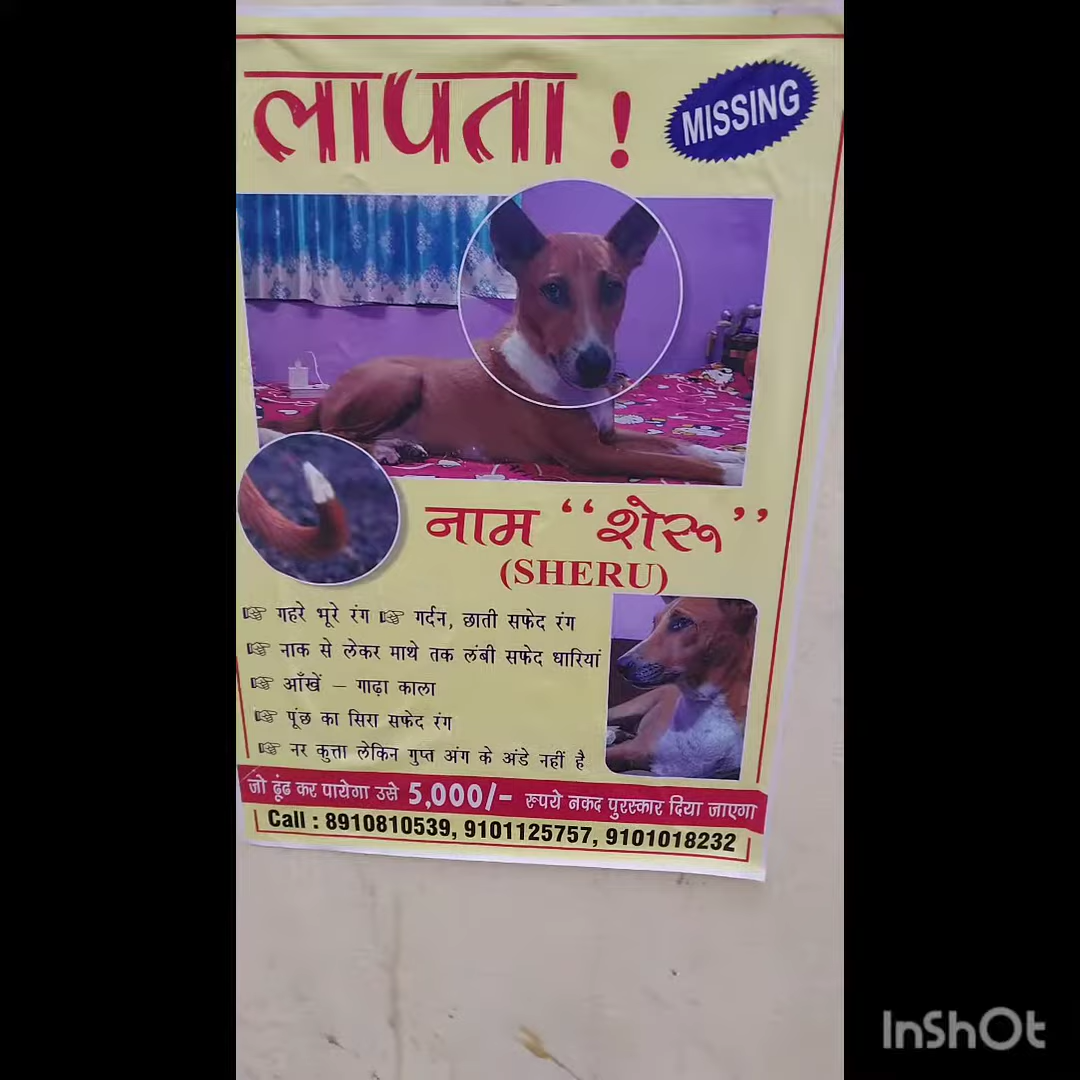 लापता !
MISSING
नाम “शेरू”
(SHERU)
☞ गहरे भूरे रंग ☞ गर्दन, छाती सफेद रंग
☞ नाक से लेकर माथे तक लंबी सफेद धारियां
☞ आँखें – गाढ़ा काला
☞ पूंछ का सिरा सफेद रंग
☞ नर कुत्ता लेकिन गुप्त अंग के अंडे नहीं है
जो ढूंढ कर पायेगा उसे 5,000/- रूपये नकद पुरस्कार दिया जाएगा
Call : 8910810539, 9101125757, 9101018232
InShOt